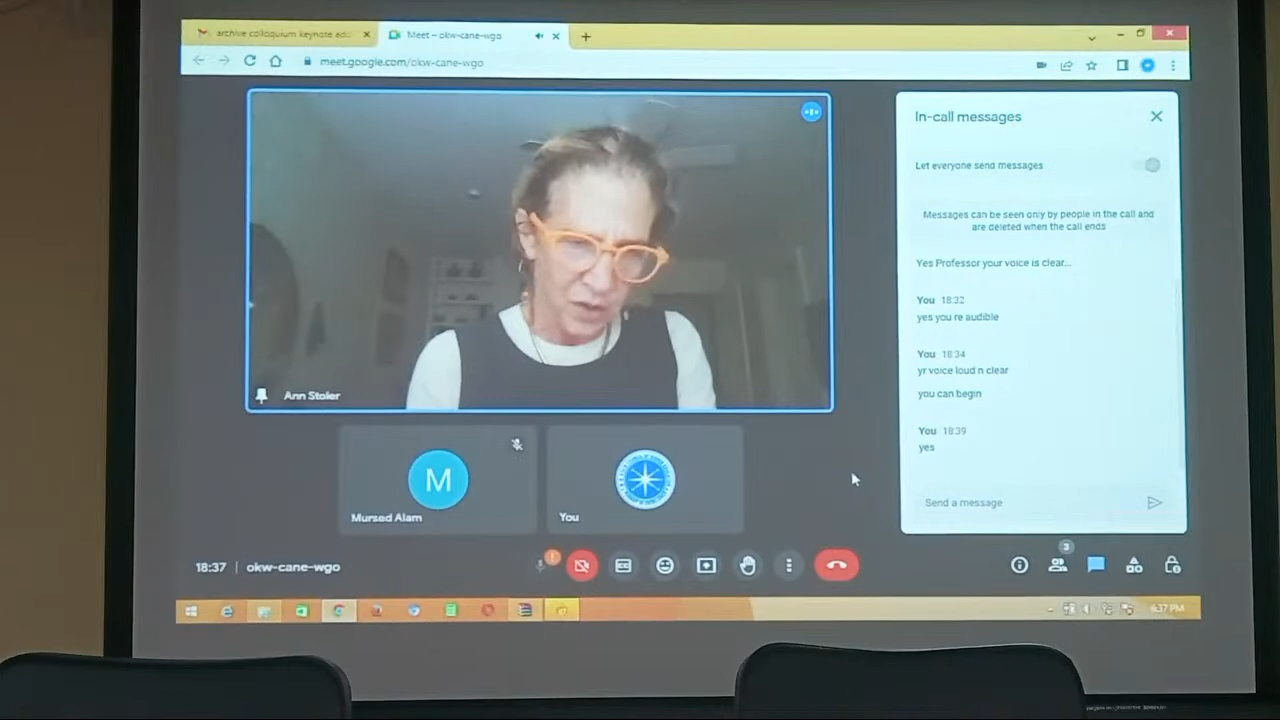 archive colloquium keynote add
Meet – okw-cane-wgo
meet.google.com/okw-cane-wgo
Ann Stoler
M
Mursed Alam
You
In-call messages
Let everyone send messages
Messages can be seen only by people in the call and
are deleted when the call ends
Yes Professor your voice is clear...
You 18:32
yes you re audible
You 18:34
yr voice loud n clear
you can begin
You 18:39
yes
Send a message
18:37 | okw-cane-wgo
3
6:37 PM